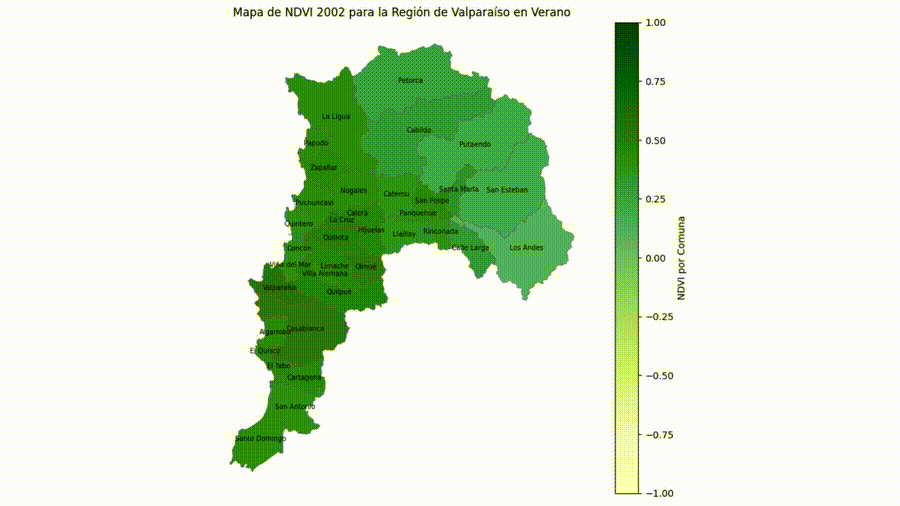 Mapa de NDVI 2002 para la Región de Valparaíso en Verano
1.00
Petorca
0.75
La Ligua
Cabildo
0.50
Papudo
Putaendo
Zapallar
Nogales
Catemu
Santa María
San Esteban
San Felipe
0.25
Puchuncaví
Calera
Panquehue
La Cruz
Quintero
Hijuelas
Llaillay
Rinconada
Quillota
Concón
Calle Larga
Los Andes
0.00
Viña del Mar
Limache
Olmué
Villa Alemana
Valparaíso
Quilpué
NDVI por Comuna
−0.25
Algarrobo
Casablanca
El Quisco
El Tabo
−0.50
Cartagena
San Antonio
Santo Domingo
−0.75
−1.00